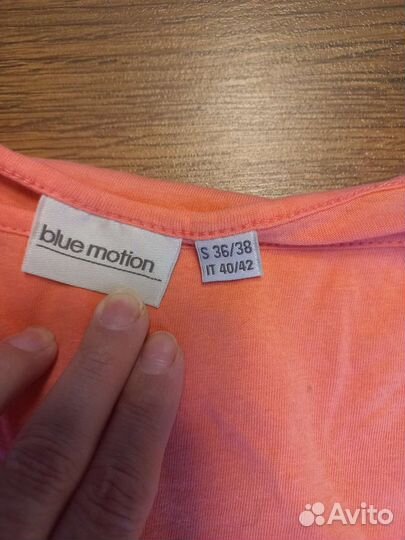 blue motion
S 36/38
IT 40/42
Avito